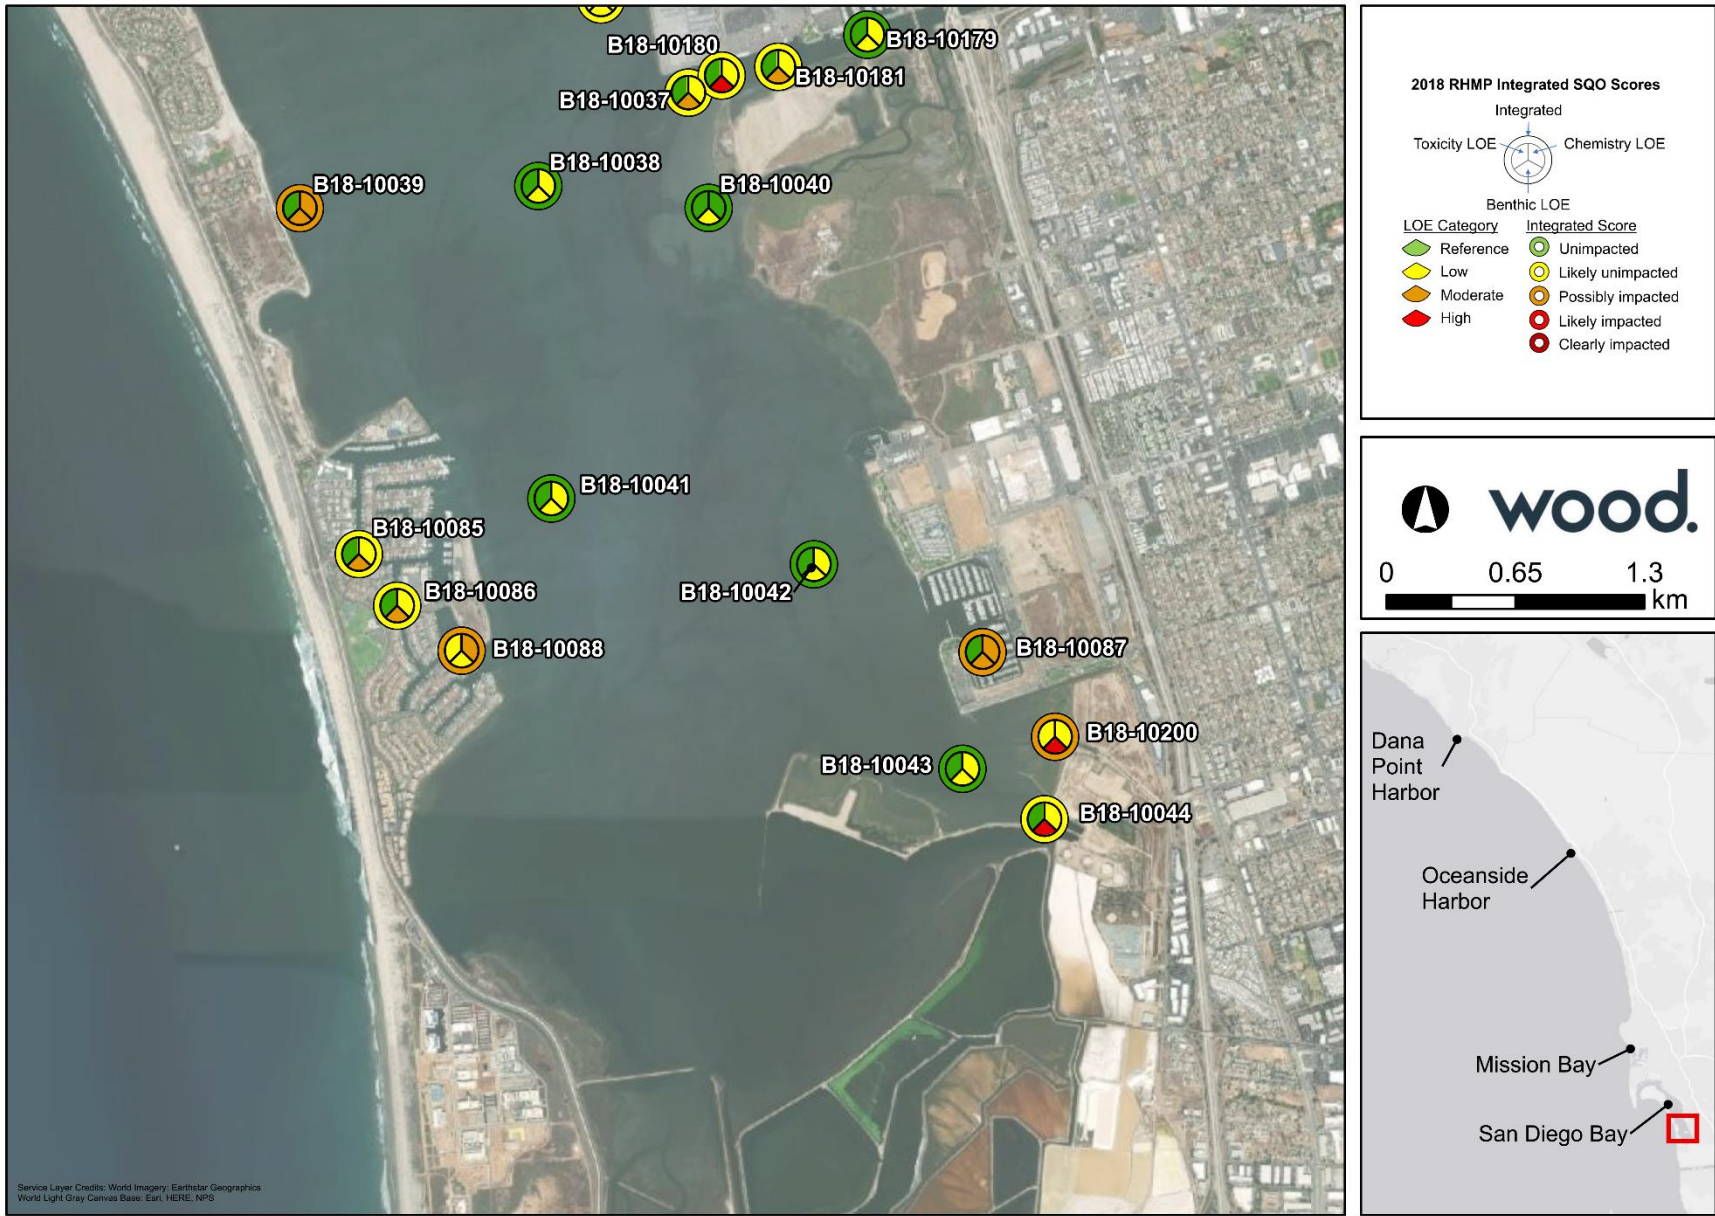 B18-10180
B18-10179
B18-10181
B18-10037
B18-10038
B18-10039
B18-10040
B18-10041
B18-10085
B18-10042
B18-10086
B18-10088
B18-10087
B18-10200
B18-10043
B18-10044
Service Layer Credits: World Imagery: Earthstar Geographics
World Light Gray Canvas Base: Esri, HERE, NPS
2018 RHMP Integrated SQO Scores
Integrated
Toxicity LOE
Chemistry LOE
Benthic LOE
LOE Category
Reference
Low
Moderate
High
Integrated Score
Unimpacted
Likely unimpacted
Possibly impacted
Likely impacted
Clearly impacted
wood.
0 0.65 1.3
km
Dana
Point
Harbor
Oceanside
Harbor
Mission Bay
San Diego Bay